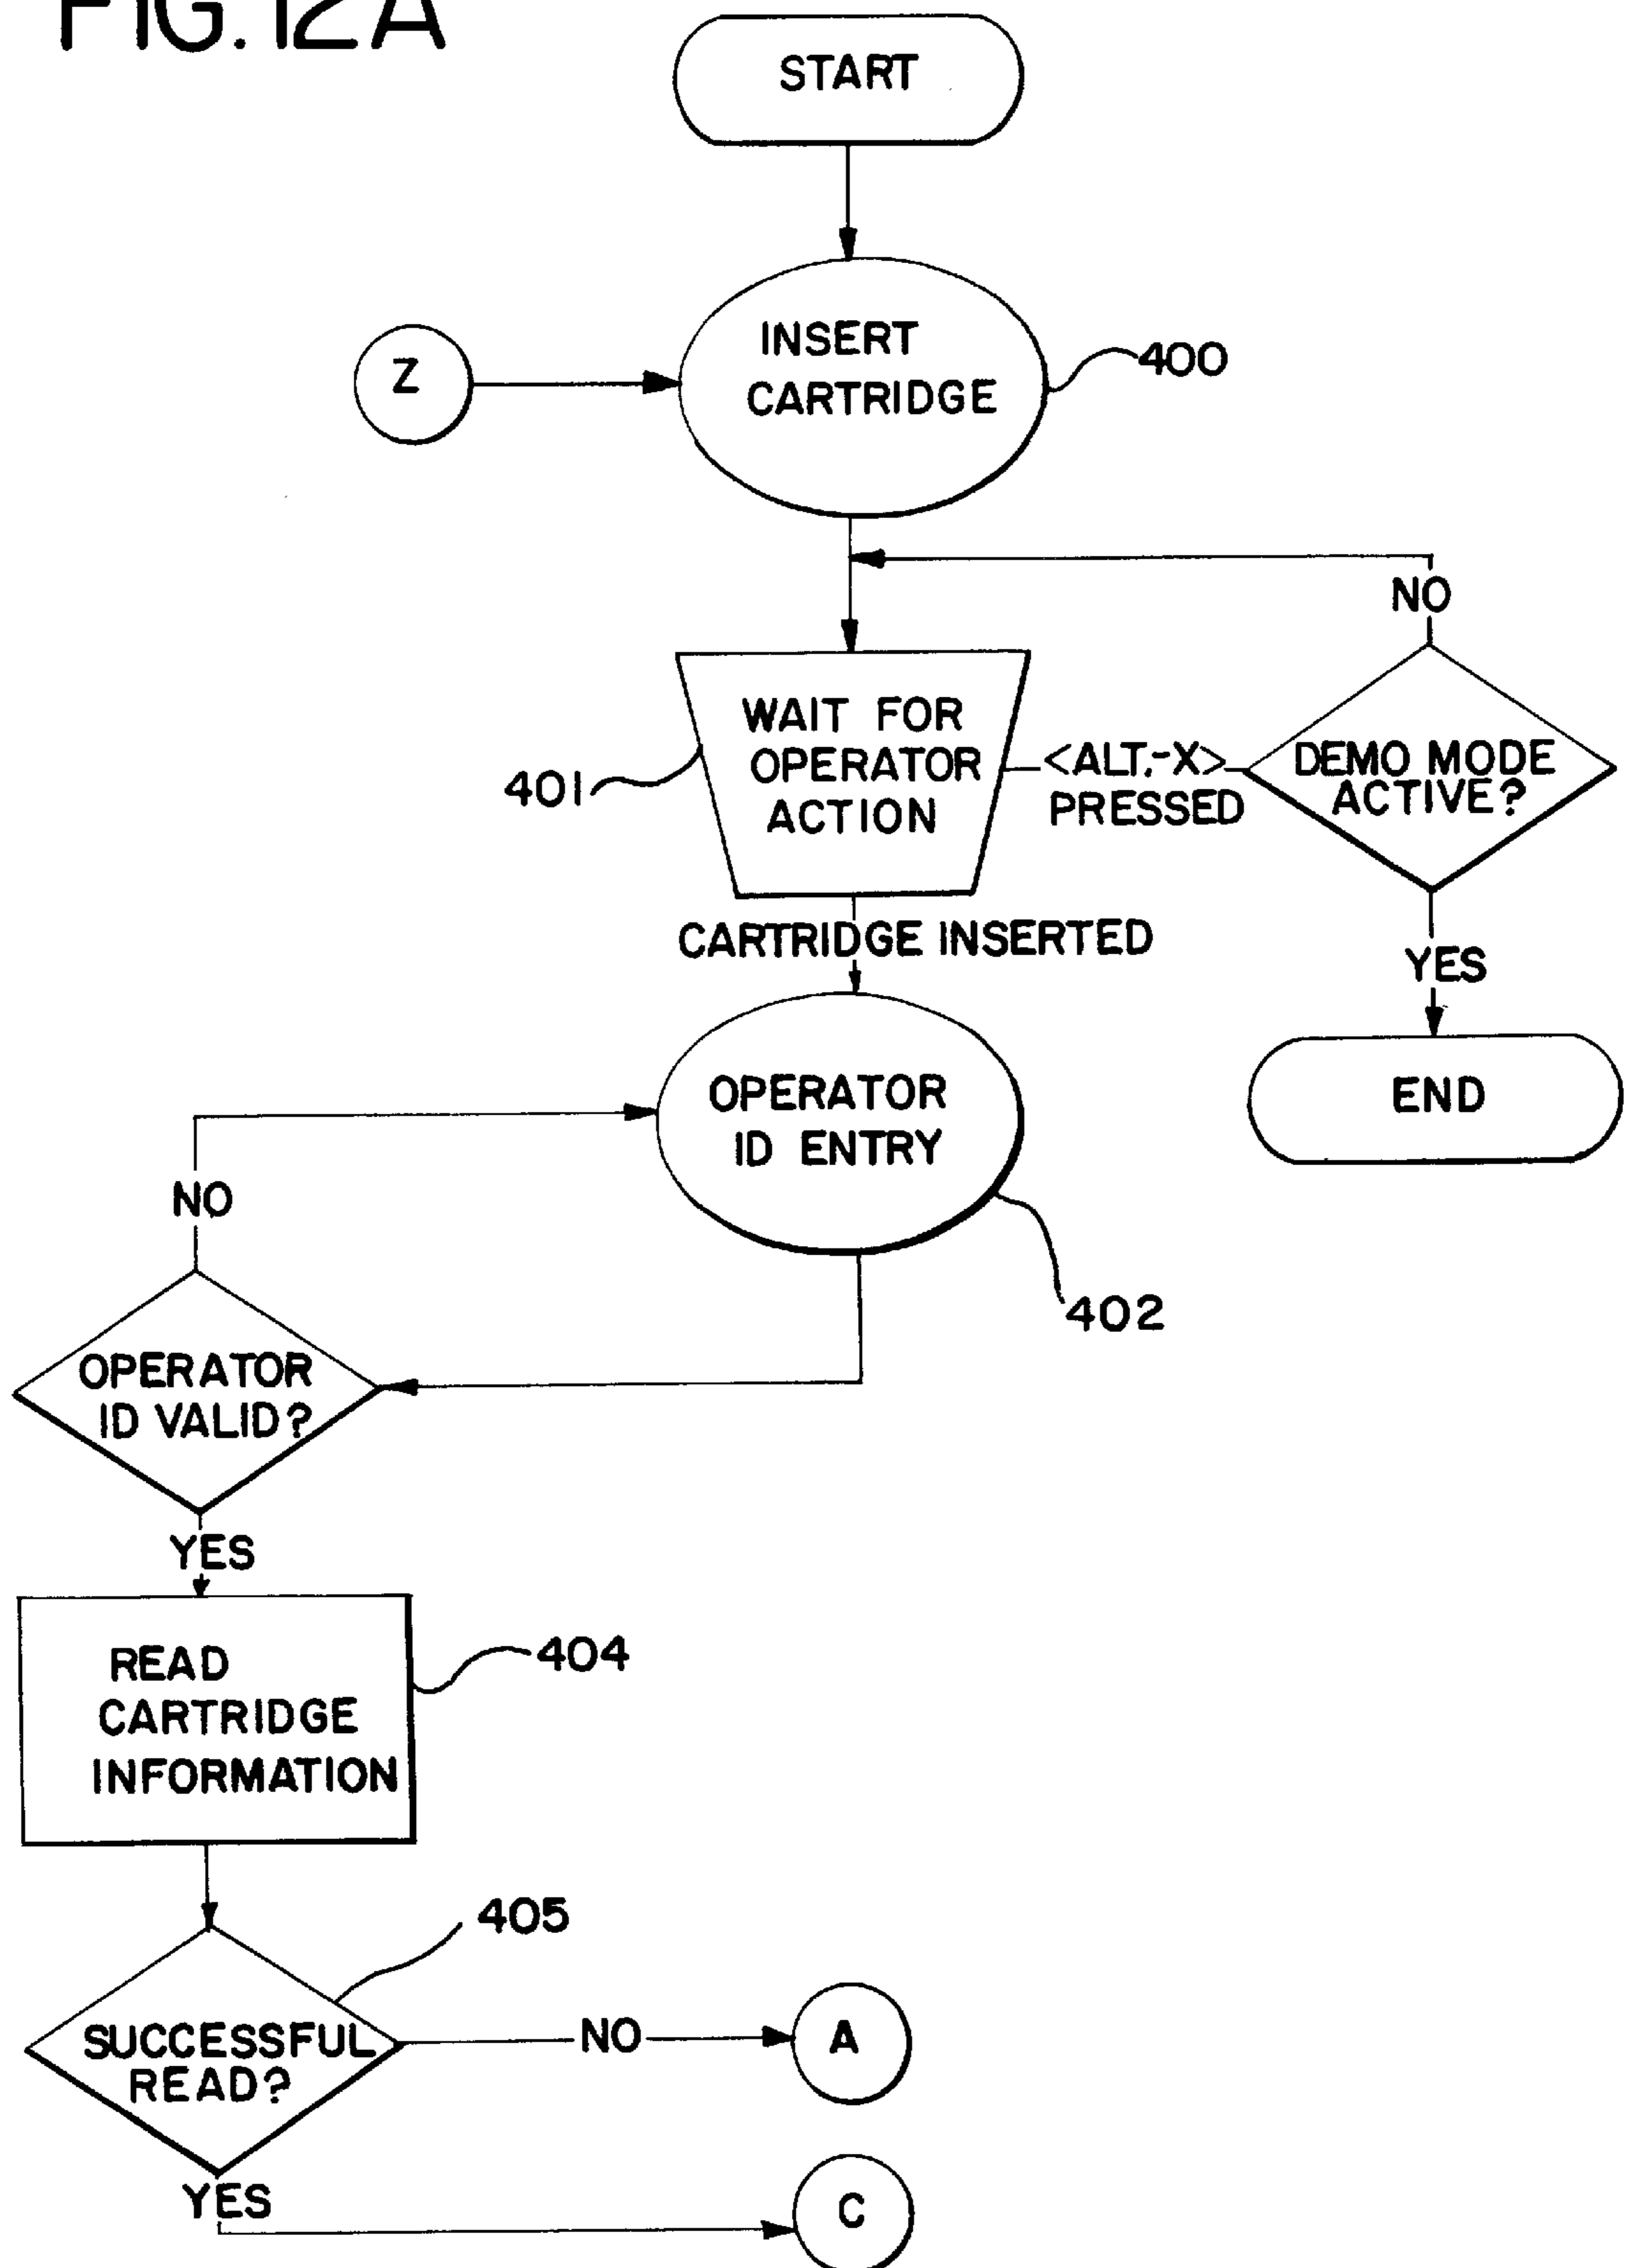 FIG. 12A
START
INSERT
CARTRIDGE
400
Z
NO
WAIT FOR
OPERATOR
ACTION
401
<ALT.-X>
PRESSED
DEMO MODE
ACTIVE?
CARTRIDGE INSERTED
YES
END
OPERATOR
ID ENTRY
402
NO
OPERATOR
ID VALID?
YES
READ
CARTRIDGE
INFORMATION
404
405
SUCCESSFUL
READ?
NO
A
YES
C